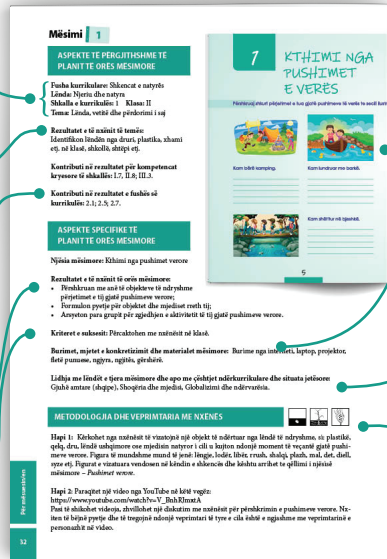 Mësimi 1
ASPEKTE TË PËRGJITHSHME TË
PLANIT TË ORËS MËSIMORE
Fusha kurrikulare: Shkencat e natyrës
Lënda: Njeriu dhe natyra
Shkalla e kurrikulës: 1 Klasa: II
Tema: Lënda, vetitë dhe përdorimi i saj
Rezultatet e të nxënit të temës:
Identifikon lëndën nga druri, plastika, xhami
etj. në klasë, shkollë, shtëpi etj.
Kontributi në rezultatet për kompetencat
kryesore të shkallës: I.7, II.8; III.3.
Kontributi në rezultatet e fushës së
kurrikulës: 2.1; 2.5; 2.7.
1
KTHIMI NGA
PUSHIMET
E VERËS
Kam bërë kamping.
Kam lundruar me barkë.
Kam shëtitur në bjeshkë.
5
ASPEKTE SPECIFIKE TË
PLANIT TË ORËS MËSIMORE
Njësia mësimore: Kthimi nga pushimet verore
Rezultatet e të nxënit të orës mësimore:
• Përshkruan me anë të objekteve të ndryshme
përjetimet e tij gjatë pushimeve verore;
• Formulon pyetje për objektet dhe mjediset rreth tij;
• Arsyeton para grupit për zgjedhjen e aktivitetit të tij gjatë pushimeve verore.
Kriteret e suksesit: Përcaktohen me nxënësit në klasë.
Burimet, mjetet e konkretizimit dhe materialet mësimore: Burime nga interneti, laptop, projektor,
fletë punuese, ngjyra, ngjitës, gërshërë.
Lidhja me lëndët e tjera mësimore dhe apo me çështjet ndërkurrikulare dhe situata jetësore:
Gjuhë amtare (shqipe), Shoqëria dhe mjedisi, Globalizimi dhe ndërvarësia.
METODOLOGJIA DHE VEPRIMTARIA ME NXËNËS
Hapi 1: Kërkohet nga nxënësit të vizatojnë një objekt të ndërtuar nga lëndë të ndryshme, si: plastikë,
qelq, dru, lëndë ushqimore ose mjedisin natyror i cili u kujton ndonjë moment të veçantë gjatë pushi-
meve verore. Figura të mundshme mund të jenë: lëngje, lodër, libër, rrush, shalqi, plazh, mal, det, diell,
syze etj. Figurat e vizatuara vendosen në këndin e shkencës dhe kështu arrihet te qëllimi i njësisë
mësimore – Pushimet verore.
Hapi 2: Paraqitet një video nga YouTube në këtë vegëz:
Pasi të shikohet videoja, zhvillohet një diskutim me nxënësit për përshkrimin e pushimeve verore. Nx-
iten të bëjnë pyetje dhe të tregojnë ndonjë veprimtari të tyre e cila është e ngjashme me veprimtarinë e
personazhit në video.
Për mësimdhënien
32